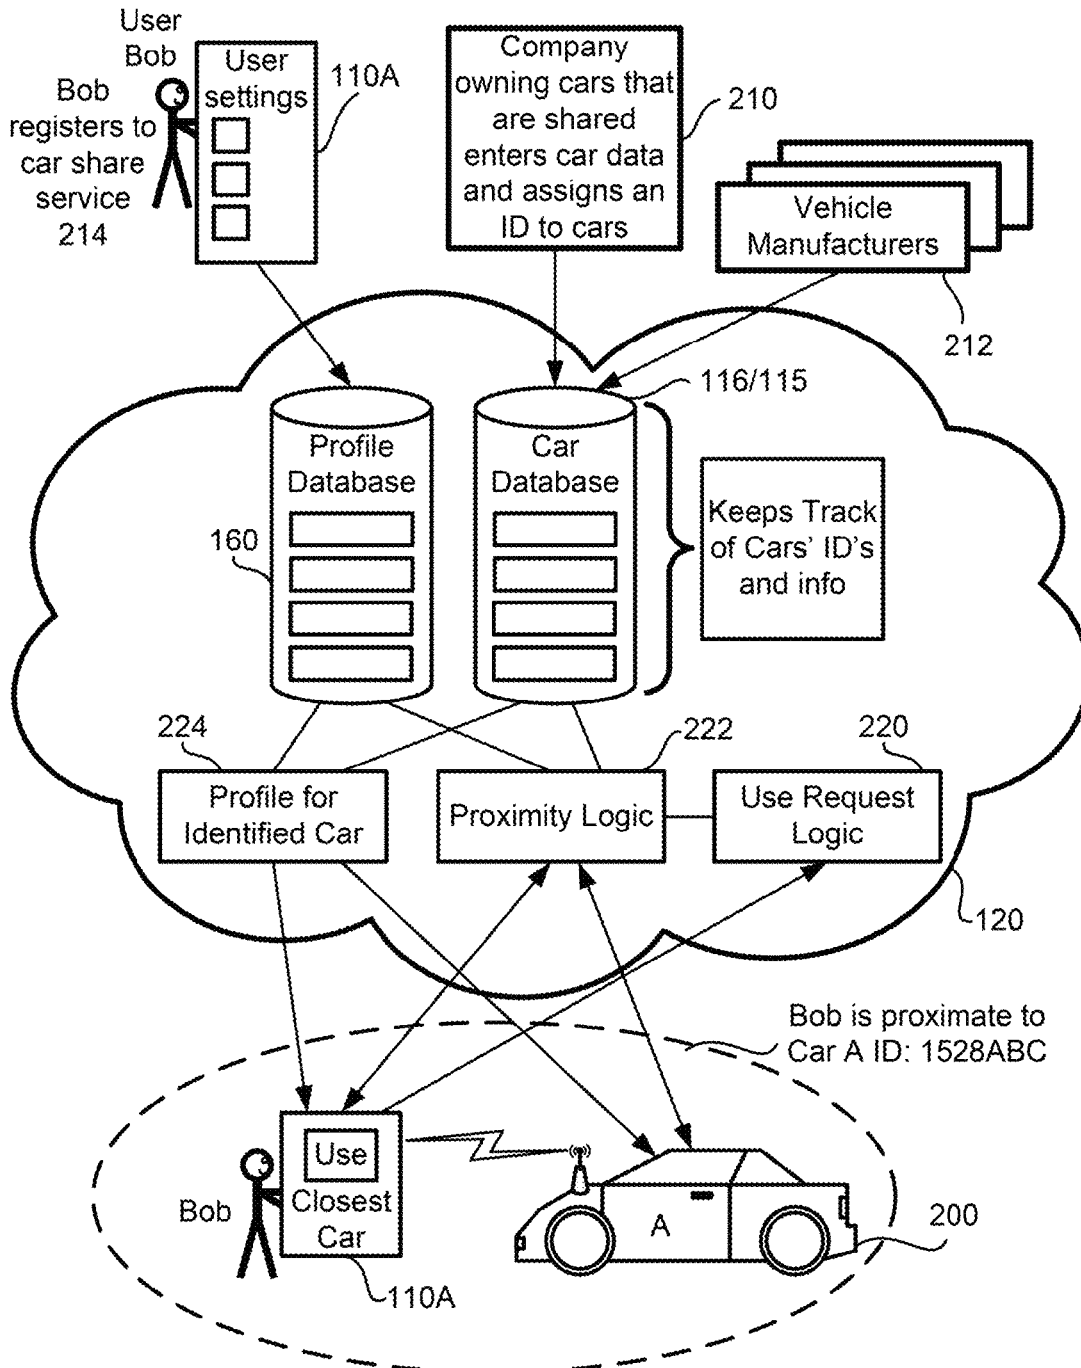 User
Bob
Bob
registers to
car share
service
214
User
settings
110A
Company
owning cars that
are shared
enters car data
and assigns an
ID to cars
210
Vehicle
Manufacturers
212
116/115
Profile
Database
160
Car
Database
Keeps Track
of Cars' ID's
and info
224
Profile for
Identified Car
222
Proximity Logic
220
Use Request
Logic
120
Bob is proximate to
Car A ID: 1528ABC
Bob
Use
Closest
Car
110A
A
200